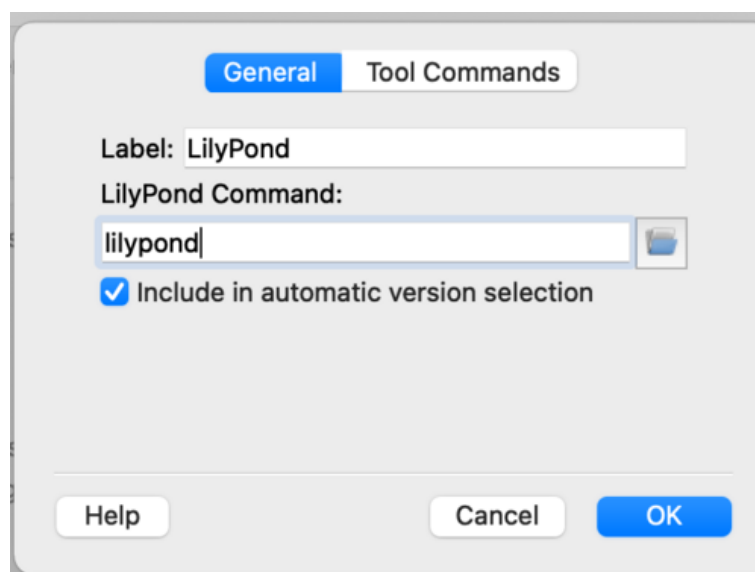 General Tool Commands
Label: LilyPond
LilyPond Command:
lilypond
Include in automatic version selection
Help Cancel OK